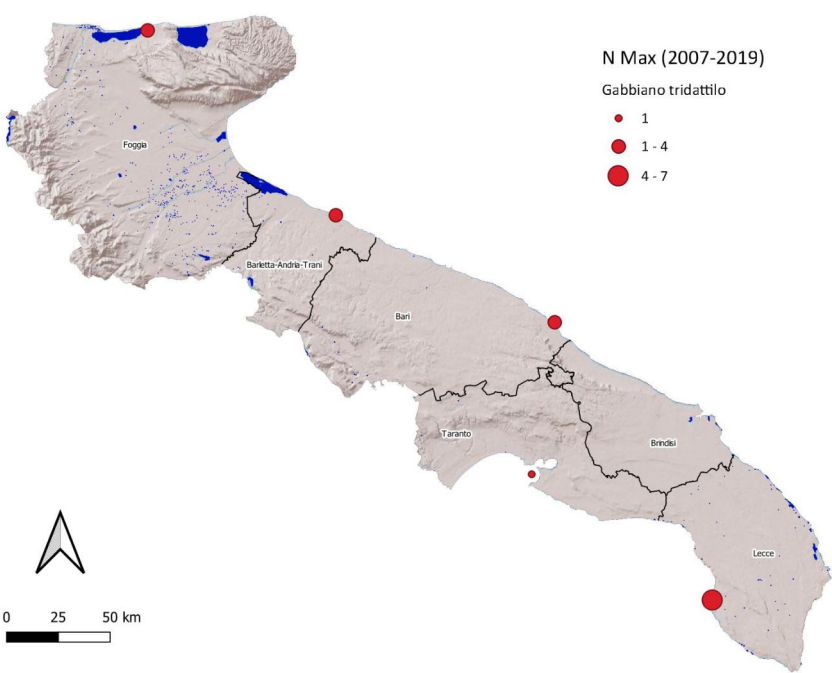 N Max (2007-2019)
Gabbiano tridattilo
1
1 - 4
4 - 7
Foggia
Barletta-Andria-Trani
Bari
Taranto
Brindisi
Lecce
0 25 50 km